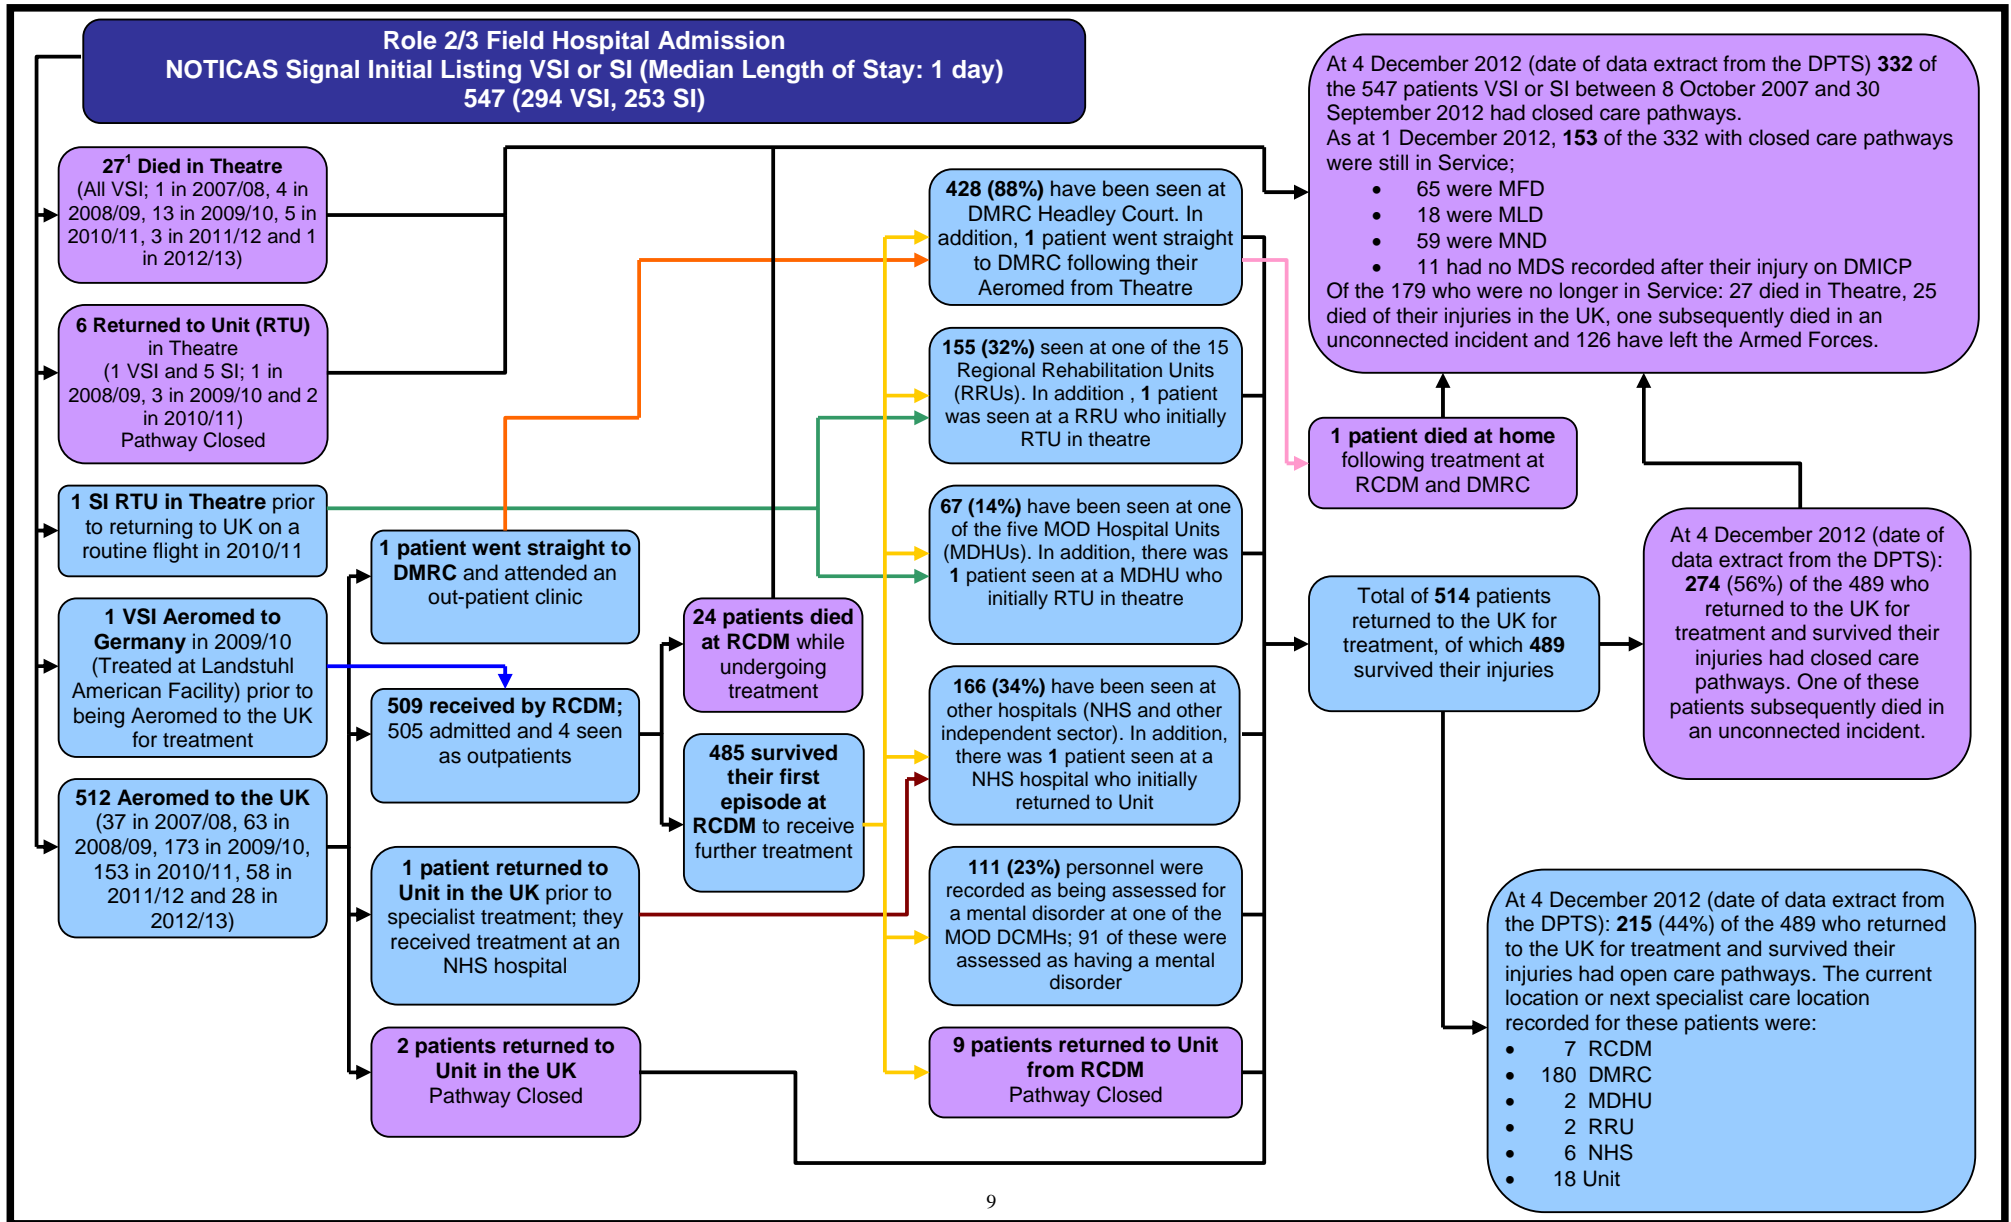 Role 2/3 Field Hospital Admission
NOTICAS Signal Initial Listing VSI or SI (Median Length of Stay: 1 day)
547 (294 VSI, 253 SI)
27¹ Died in Theatre
(All VSI; 1 in 2007/08, 4 in
2008/09, 13 in 2009/10, 5 in
2010/11, 3 in 2011/12 and 1
in 2012/13)
6 Returned to Unit (RTU)
in Theatre
(1 VSI and 5 SI; 1 in
2008/09, 3 in 2009/10 and 2
in 2010/11)
Pathway Closed
1 SI RTU in Theatre prior
to returning to UK on a
routine flight in 2010/11
1 VSI Aeromed to
Germany in 2009/10
(Treated at Landstuhl
American Facility) prior to
being Aeromed to the UK
for treatment
512 Aeromed to the UK
(37 in 2007/08, 63 in
2008/09, 173 in 2009/10,
153 in 2010/11, 58 in
2011/12 and 28 in
2012/13)
1 patient went straight to
DMRC and attended an
out-patient clinic
509 received by RCDM;
505 admitted and 4 seen
as outpatients
1 patient returned to
Unit in the UK prior to
specialist treatment; they
received treatment at an
NHS hospital
2 patients returned to
Unit in the UK
Pathway Closed
24 patients died
at RCDM while
undergoing
treatment
485 survived
their first
episode at
RCDM to receive
further treatment
428 (88%) have been seen at
DMRC Headley Court. In
addition, 1 patient went straight
to DMRC following their
Aeromed from Theatre
155 (32%) seen at one of the 15
Regional Rehabilitation Units
(RRUs). In addition , 1 patient
was seen at a RRU who initially
RTU in theatre
67 (14%) have been seen at one
of the five MOD Hospital Units
(MDHUs). In addition, there was
1 patient seen at a MDHU who
initially RTU in theatre
166 (34%) have been seen at
other hospitals (NHS and other
independent sector). In addition,
there was 1 patient seen at a
NHS hospital who initially
returned to Unit
111 (23%) personnel were
recorded as being assessed for
a mental disorder at one of the
MOD DCMHs; 91 of these were
assessed as having a mental
disorder
9 patients returned to Unit
from RCDM
Pathway Closed
At 4 December 2012 (date of data extract from the DPTS) 332 of
the 547 patients VSI or SI between 8 October 2007 and 30
September 2012 had closed care pathways.
As at 1 December 2012, 153 of the 332 with closed care pathways
were still in Service;
• 65 were MFD
• 18 were MLD
• 59 were MND
• 11 had no MDS recorded after their injury on DMICP
Of the 179 who were no longer in Service: 27 died in Theatre, 25
died of their injuries in the UK, one subsequently died in an
unconnected incident and 126 have left the Armed Forces.
1 patient died at home
following treatment at
RCDM and DMRC
Total of 514 patients
returned to the UK for
treatment, of which 489
survived their injuries
At 4 December 2012 (date of
data extract from the DPTS):
274 (56%) of the 489 who
returned to the UK for
treatment and survived their
injuries had closed care
pathways. One of these
patients subsequently died in
an unconnected incident.
At 4 December 2012 (date of data extract from
the DPTS): 215 (44%) of the 489 who returned
to the UK for treatment and survived their
injuries had open care pathways. The current
location or next specialist care location
recorded for these patients were:
• 7 RCDM
• 180 DMRC
• 2 MDHU
• 2 RRU
• 6 NHS
• 18 Unit
9